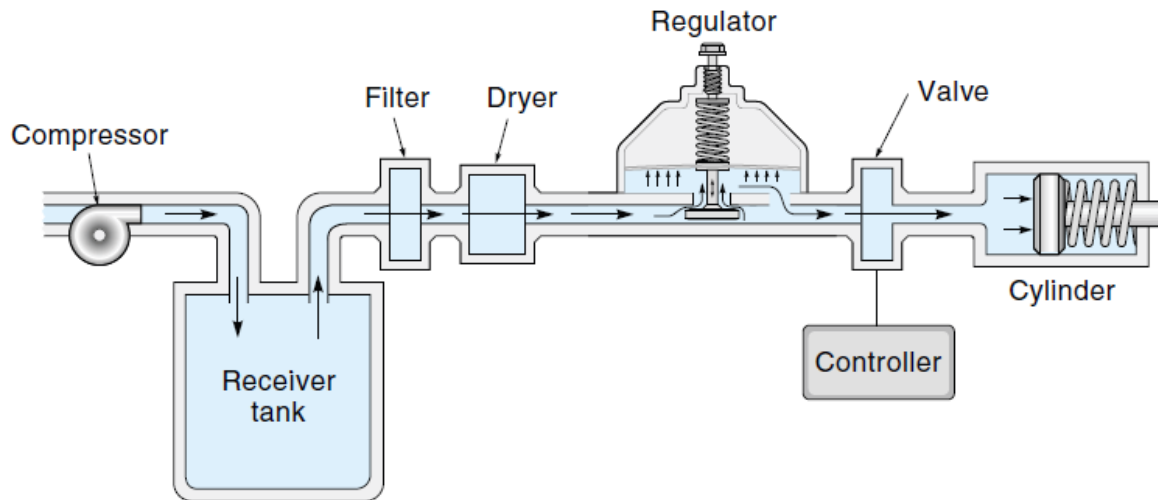 Regulator
Filter
Dryer
Valve
Compressor
Receiver
tank
Cylinder
Controller